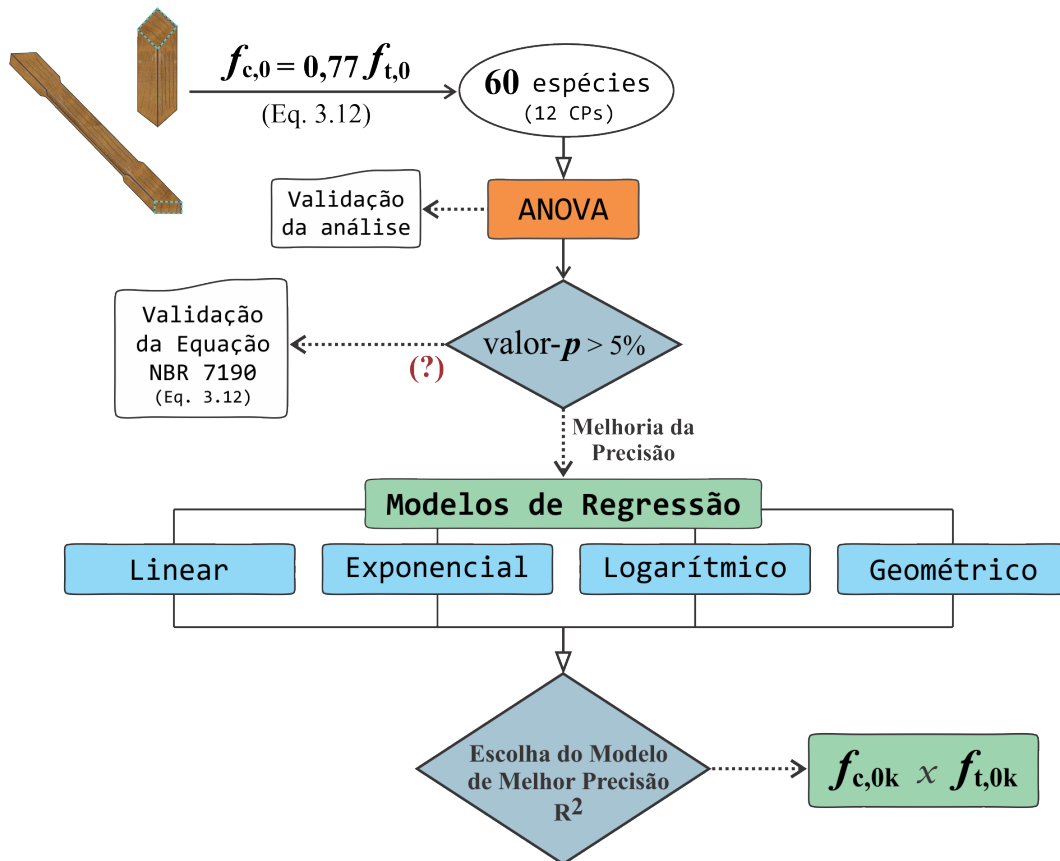 fc,0 = 0,77 ft,0
(Eq. 3.12)
60 espécies
(12 CPs)
Validação
da análise
ANOVA
Validação
da Equação
NBR 7190
(Eq. 3.12)
(?)
valor-p > 5%
Melhoria da
Precisão
Modelos de Regressão
Linear
Exponencial
Logarítmico
Geométrico
Escolha do Modelo
de Melhor Precisão
R²
fc,0k x ft,0k